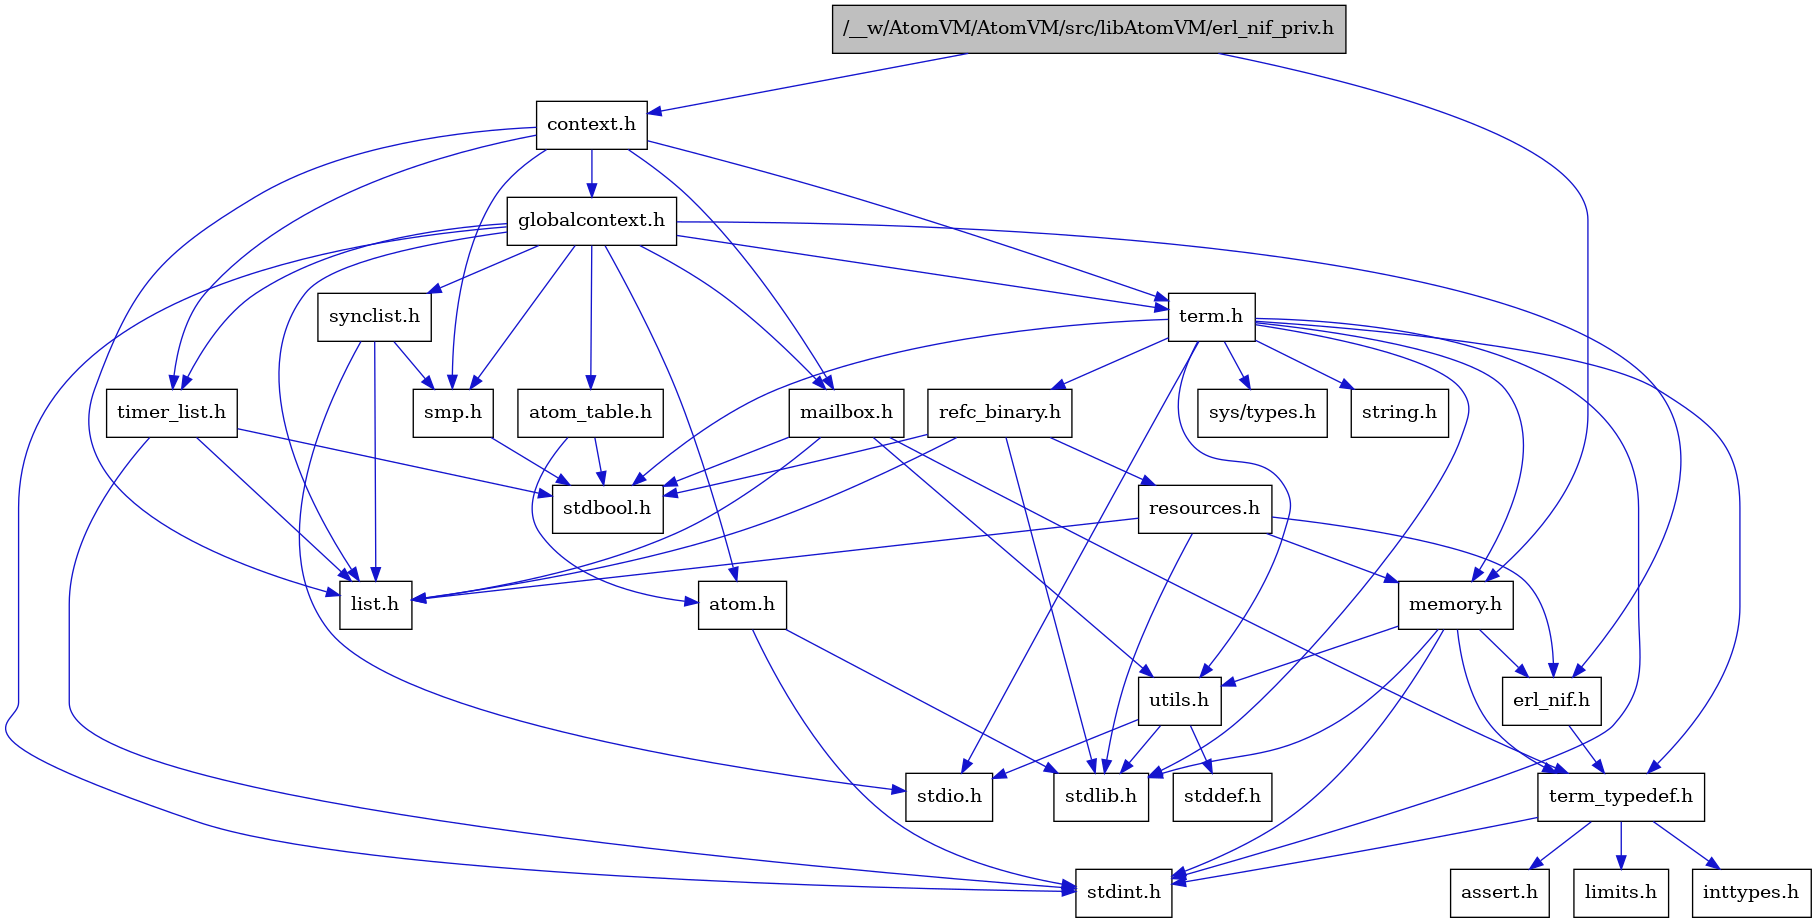 /__w/AtomVM/AtomVM/src/libAtomVM/erl_nif_priv.h
context.h
globalcontext.h
synclist.h
term.h
timer_list.h
smp.h
atom_table.h
mailbox.h
refc_binary.h
sys/types.h
string.h
stdbool.h
resources.h
list.h
atom.h
memory.h
utils.h
erl_nif.h
stdio.h
stdlib.h
stddef.h
term_typedef.h
stdint.h
assert.h
limits.h
inttypes.h